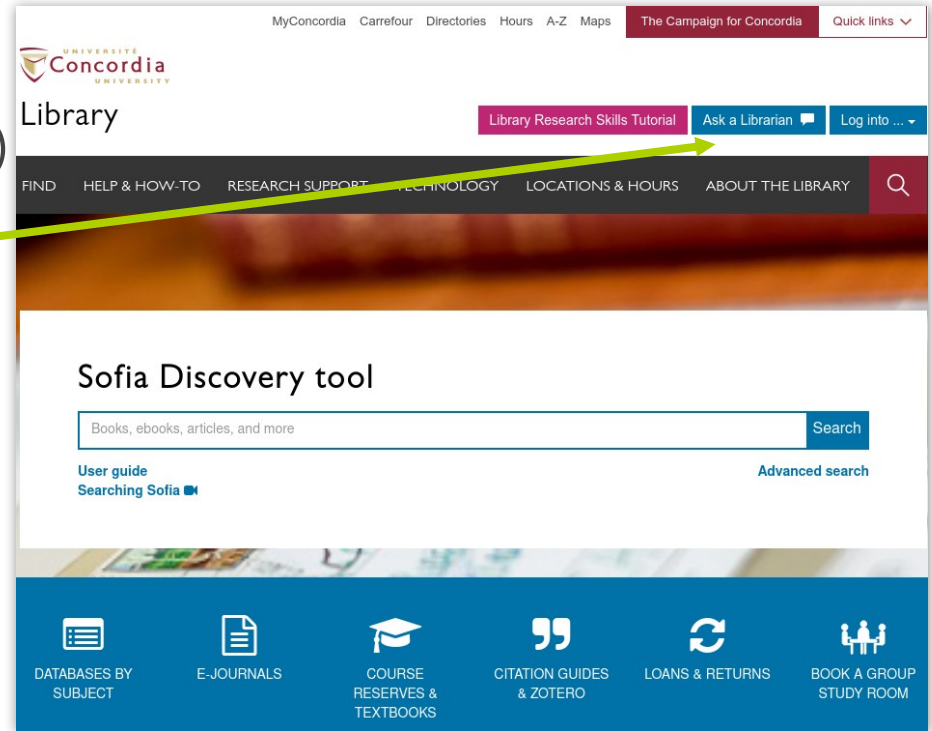 MyConcordia Carrefour Directories Hours A-Z Maps The Campaign for Concordia Quick links
UNIVERSITÉ
Concordia
UNIVERSITY
Library
)
Library Research Skills Tutorial Ask a Librarian Log into ...
FIND HELP & HOW-TO RESEARCH SUPPORT TECHNOLOGY LOCATIONS & HOURS ABOUT THE LIBRARY
Sofia Discovery tool
Books, ebooks, articles, and more Search
User guide Advanced search
Searching Sofia
DATABASES BY SUBJECT
E-JOURNALS
COURSE RESERVES & TEXTBOOKS
CITATION GUIDES & ZOTERO
LOANS & RETURNS
BOOK A GROUP STUDY ROOM